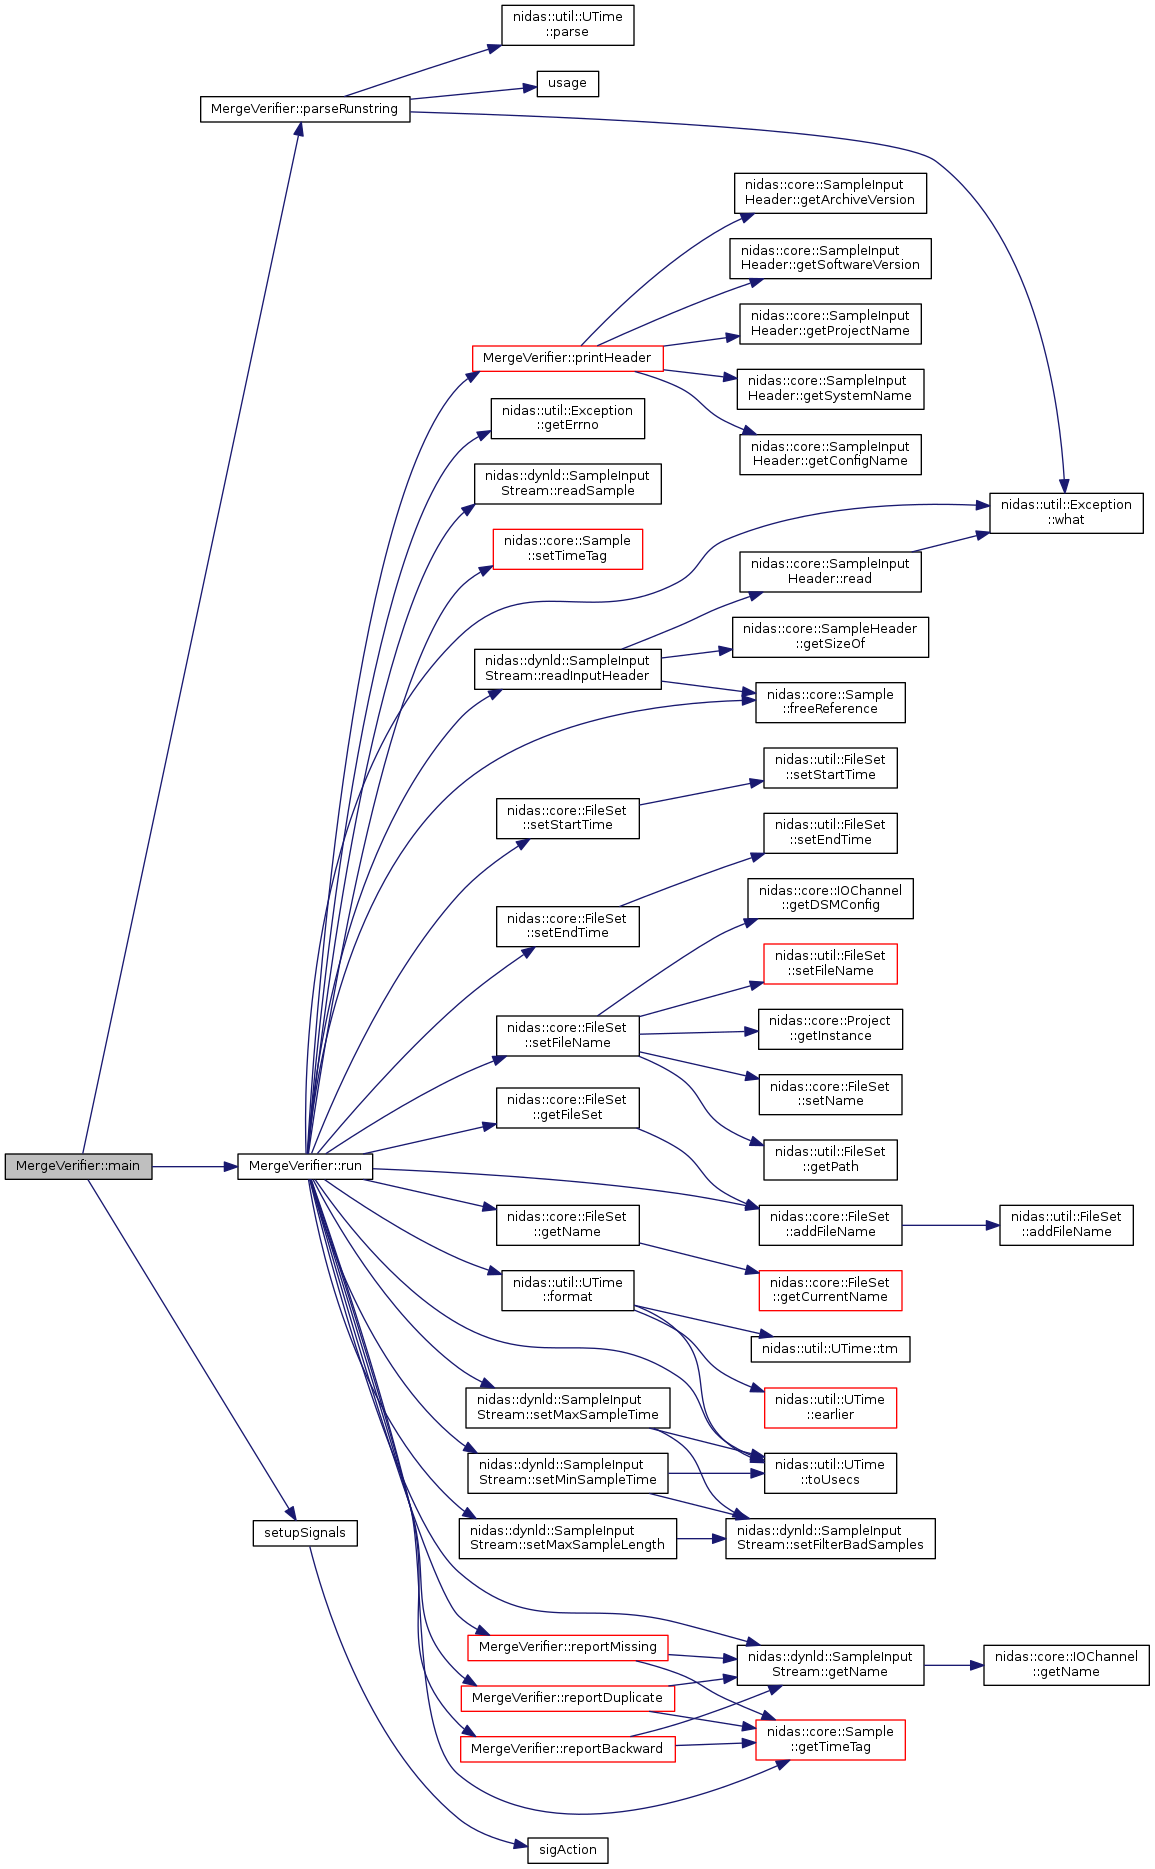 nidas::util::UTime
::parse
usage
MergeVerifier::parseRunstring
nidas::core::SampleInput
Header::getArchiveVersion
nidas::core::SampleInput
Header::getSoftwareVersion
nidas::core::SampleInput
Header::getProjectName
MergeVerifier::printHeader
nidas::core::SampleInput
Header::getSystemName
nidas::util::Exception
::getErrno
nidas::core::SampleInput
Header::getConfigName
nidas::dynld::SampleInput
Stream::readSample
nidas::util::Exception
::what
nidas::core::Sample
::setTimeTag
nidas::core::SampleInput
Header::read
nidas::core::SampleHeader
::getSizeOf
nidas::dynld::SampleInput
Stream::readInputHeader
nidas::core::Sample
::freeReference
nidas::util::FileSet
::setStartTime
nidas::core::FileSet
::setStartTime
nidas::util::FileSet
::setEndTime
nidas::core::IOChannel
::getDSMConfig
nidas::core::FileSet
::setEndTime
nidas::util::FileSet
::setFileName
nidas::core::FileSet
::setFileName
nidas::core::Project
::getInstance
nidas::core::FileSet
::setName
nidas::core::FileSet
::getFileSet
nidas::util::FileSet
::getPath
MergeVerifier::main
MergeVerifier::run
nidas::core::FileSet
::getName
nidas::core::FileSet
::addFileName
nidas::util::FileSet
::addFileName
nidas::util::UTime
::format
nidas::core::FileSet
::getCurrentName
nidas::util::UTime::tm
nidas::dynld::SampleInput
Stream::setMaxSampleTime
nidas::util::UTime
::earlier
nidas::dynld::SampleInput
Stream::setMinSampleTime
nidas::util::UTime
::toUsecs
setupSignals
nidas::dynld::SampleInput
Stream::setMaxSampleLength
nidas::dynld::SampleInput
Stream::setFilterBadSamples
MergeVerifier::reportMissing
nidas::dynld::SampleInput
Stream::getName
nidas::core::IOChannel
::getName
MergeVerifier::reportDuplicate
nidas::core::Sample
::getTimeTag
MergeVerifier::reportBackward
sigAction